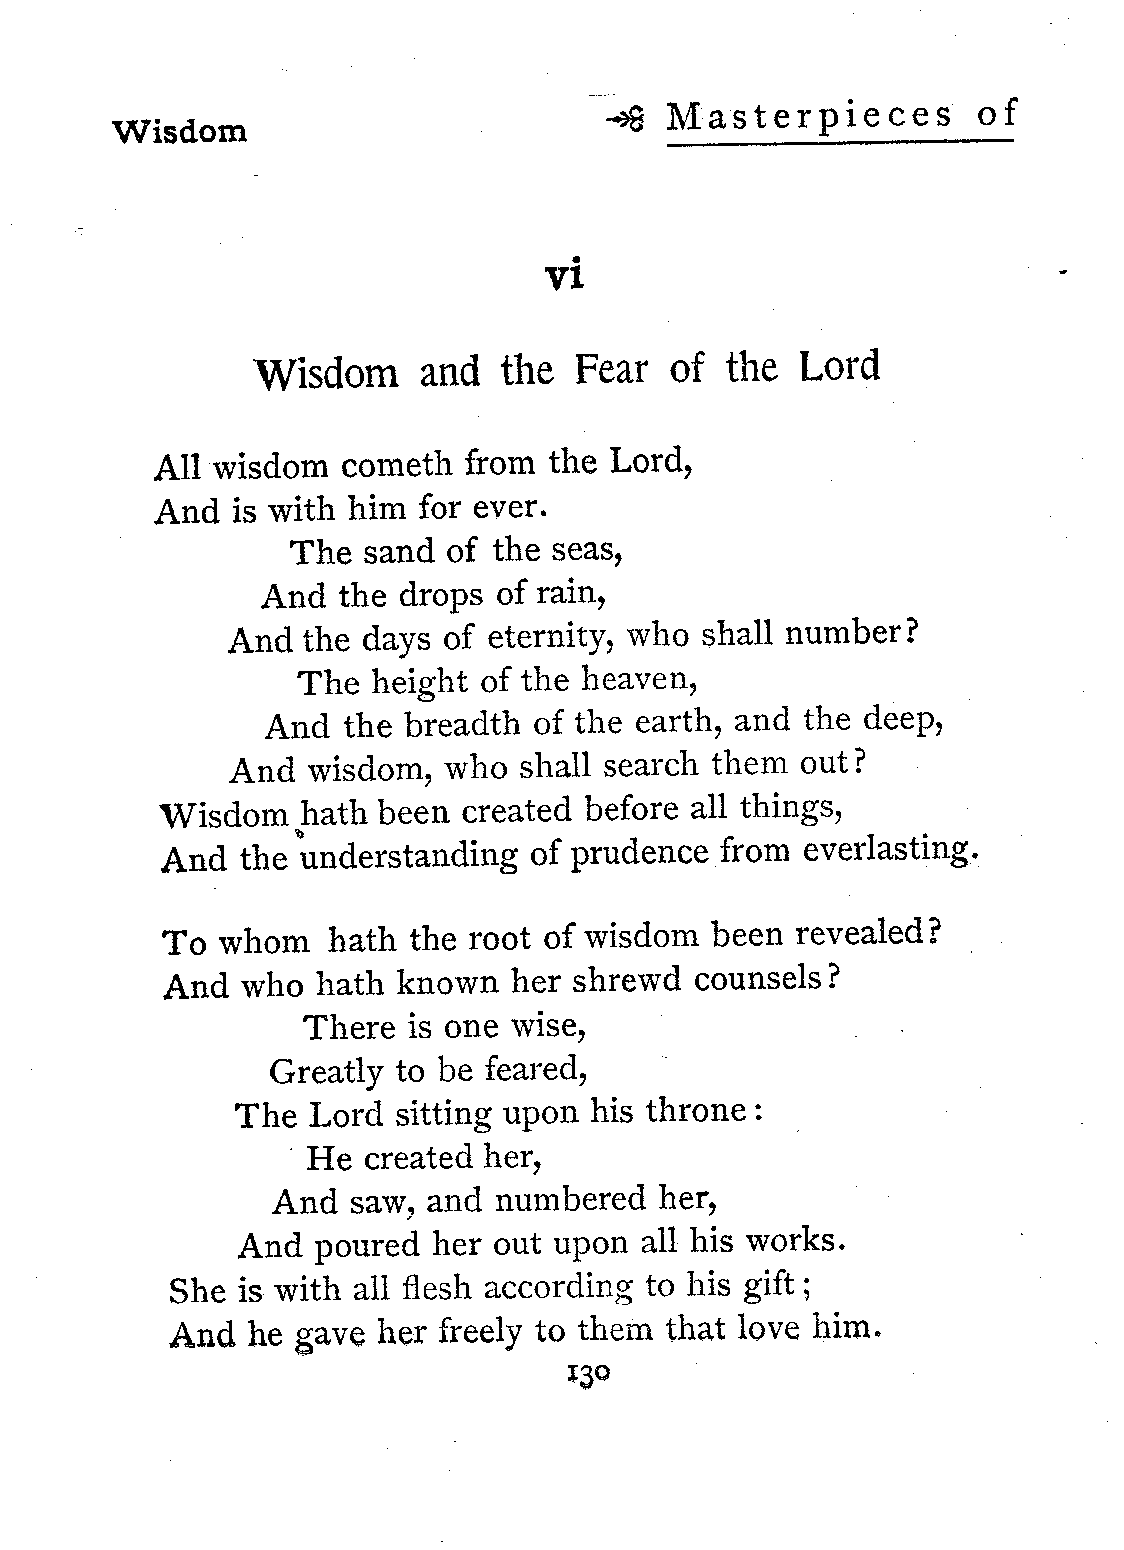 Wisdom
Masterpieces of
vi
Wisdom and the Fear of the Lord
All wisdom cometh from the Lord,
And is with him for ever.
The sand of the seas,
And the drops of rain,
And the days of eternity, who shall number?
The height of the heaven,
And the breadth of the earth, and the deep,
And wisdom, who shall search them out?
Wisdom hath been created before all things,
And the understanding of prudence from everlasting.
To whom hath the root of wisdom been revealed?
And who hath known her shrewd counsels?
There is one wise,
Greatly to be feared,
The Lord sitting upon his throne:
He created her,
And saw, and numbered her,
And poured her out upon all his works.
She is with all flesh according to his gift;
And he gave her freely to them that love him.
130